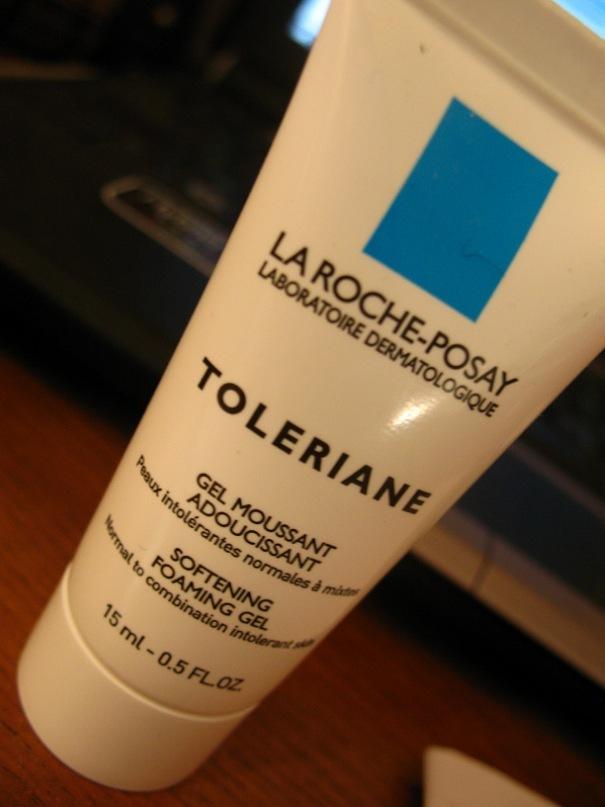 LA ROCHE-POSAY
LABORATOIRE DERMATOLOGIQUE
TOLERIANE
GEL MOUSSANT
ADOUCISSANT
Peaux intolérantes normales à mixtes
SOFTENING
FOAMING GEL
Normal to combination intolerant skin
15 ml - 0.5 FL.OZ.